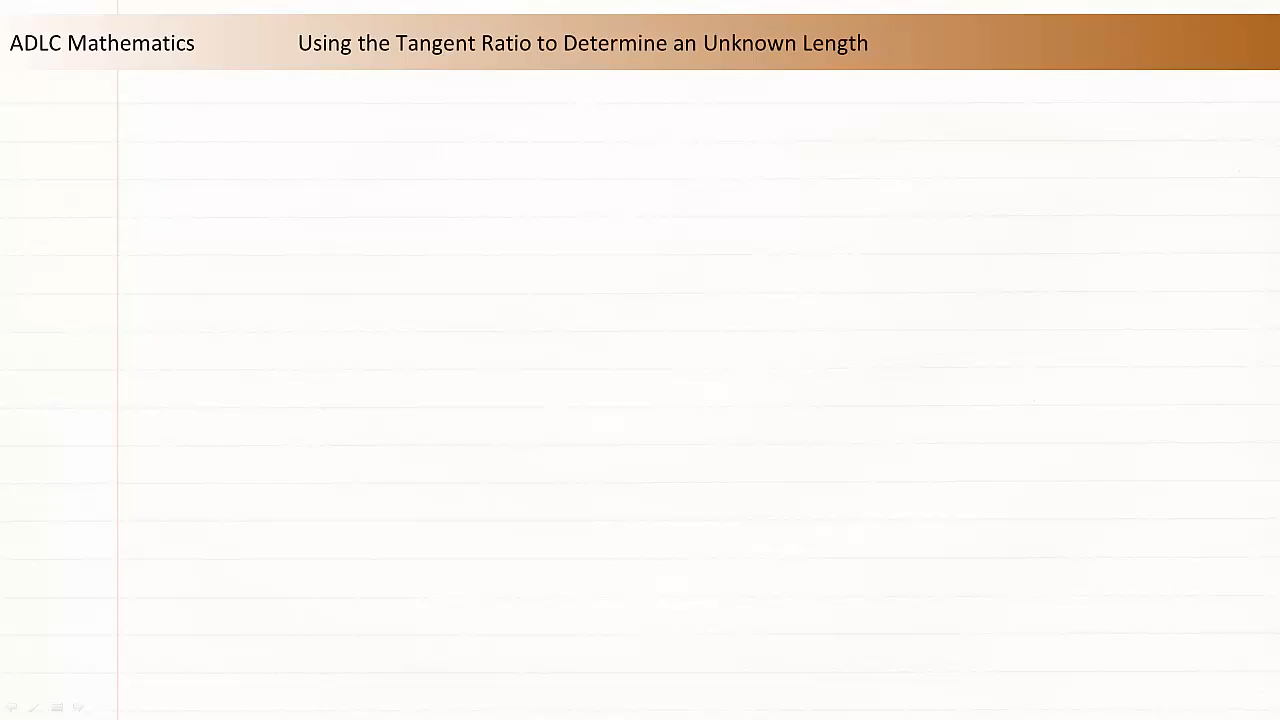 ADLC Mathematics Using the Tangent Ratio to Determine an Unknown Length